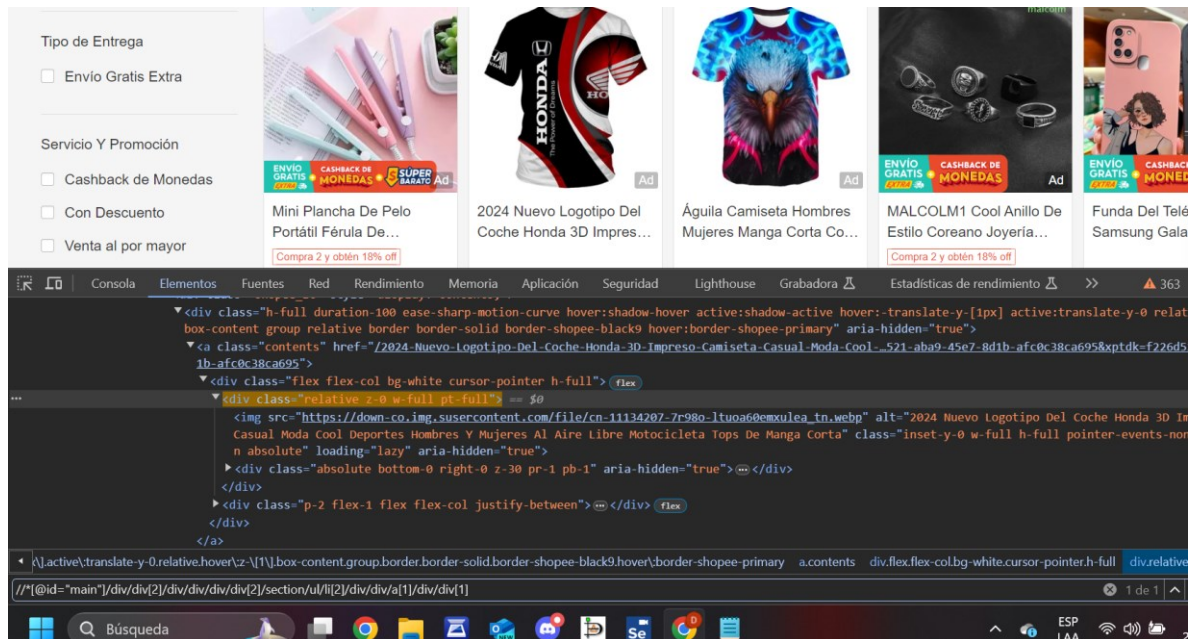 malcolm
Tipo de Entrega
Envío Gratis Extra
Servicio Y Promoción
Cashback de Monedas
Con Descuento
Venta al por mayor
ENVÍO GRATIS EXTRA
CASHBACK DE MONEDAS
SÚPER BARATO
Ad
HONDA
The Power of Dreams
Ad
Ad
ENVÍO GRATIS EXTRA
CASHBACK DE MONEDAS
Ad
ENVÍO GRATIS EXTRA
Mini Plancha De Pelo
Portátil Férula De…
Compra 2 y obtén 18% off
2024 Nuevo Logotipo Del
Coche Honda 3D Impres…
Águila Camiseta Hombres
Mujeres Manga Corta Co…
MALCOLM1 Cool Anillo De
Estilo Coreano Joyería…
Compra 2 y obtén 18% off
Funda Del Telé
Samsung Gala
Consola Elementos Fuentes Red Rendimiento Memoria Aplicación Seguridad Lighthouse Grabadora Estadísticas de rendimiento >> 363
<div class="h-full duration-100 ease-sharp-motion-curve hover:shadow-hover active:shadow-active hover:-translate-y-[1px] active:translate-y-0 relat
box-content group relative border border-solid border-shopee-black9 hover:border-shopee-primary" aria-hidden="true">
<a class="contents" href="/2024-Nuevo-Logotipo-Del-Coche-Honda-3D-Impreso-Camiseta-Casual-Moda-Cool-…521-aba9-45e7-8d1b-afc0c38ca695&xptdk=f226d5
1b-afc0c38ca695">
<div class="flex flex-col bg-white cursor-pointer h-full"> flex
<div class="relative z-0 w-full pt-full"> == $0
<img src="https://down-co.img.susercontent.com/file/cn-11134207-7r98o-ltuoa60emxulea_tn.webp" alt="2024 Nuevo Logotipo Del Coche Honda 3D Im
Casual Moda Cool Deportes Hombres Y Mujeres Al Aire Libre Motocicleta Tops De Manga Corta" class="inset-y-0 w-full h-full pointer-events-non
n absolute" loading="lazy" aria-hidden="true">
<div class="absolute bottom-0 right-0 z-30 pr-1 pb-1" aria-hidden="true"> … </div>
</div>
<div class="p-2 flex-1 flex flex-col justify-between"> … </div> flex
</div>
</a>
\].active\:translate-y-0.relative.hover\:z-\[1\].box-content.group.border.border-solid.border-shopee-black9.hover\:border-shopee-primary a.contents div.flex.flex-col.bg-white.cursor-pointer.h-full div.relative
//*[@id="main"]/div/div[2]/div/div/div/div[2]/section/ul/li[2]/div/div/a[1]/div/div[1] 1 de 1
Búsqueda Se D ESP
LAA